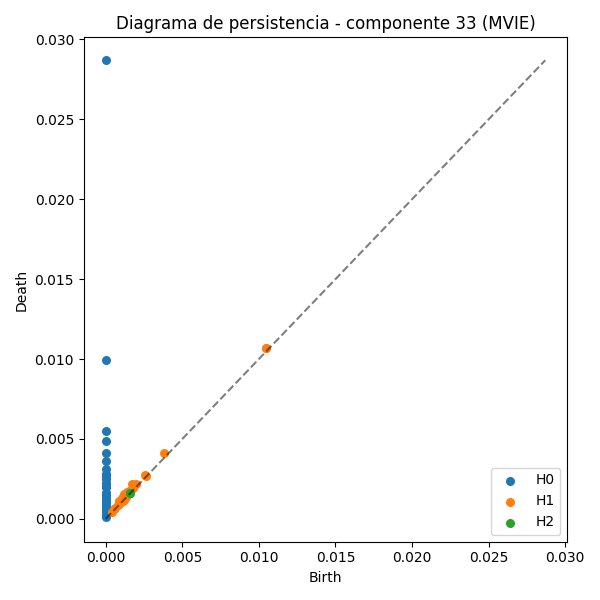 Diagrama de persistencia - componente 33 (MVIE)
Death
0.030
0.025
0.020
0.015
0.010
0.005
0.000
H0
H1
H2
0.000 0.005 0.010 0.015 0.020 0.025 0.030
Birth